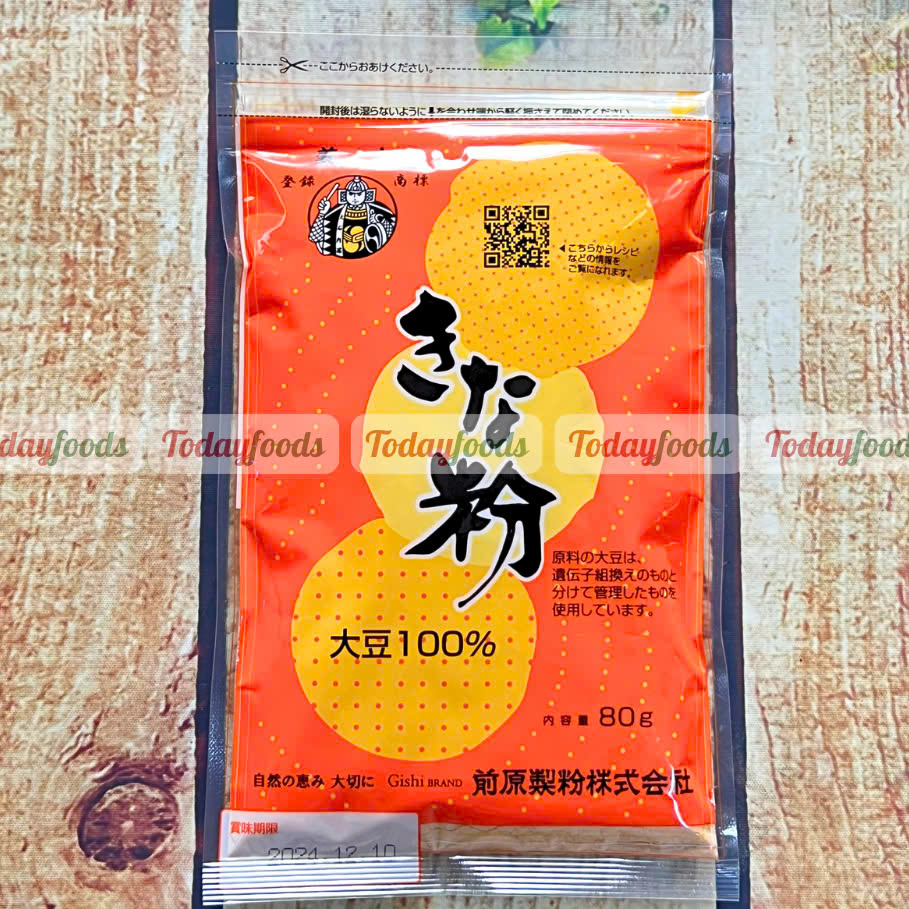 ここからおあけください。
開封後は湿らないように
登録 商標
こちらからレシピ
などの情報を
ご覧になれます。
きな粉
Todayfoods Todayfoods Todayfoods Todayfoods Todayfoods
原料の大豆は、
遺伝子組換えのものと
分けて管理したものを
使用しています。
大豆100%
内容量 80g
自然の恵み 大切に Gishi BRAND 前原製粉株式会社
賞味期限
2024.12.10